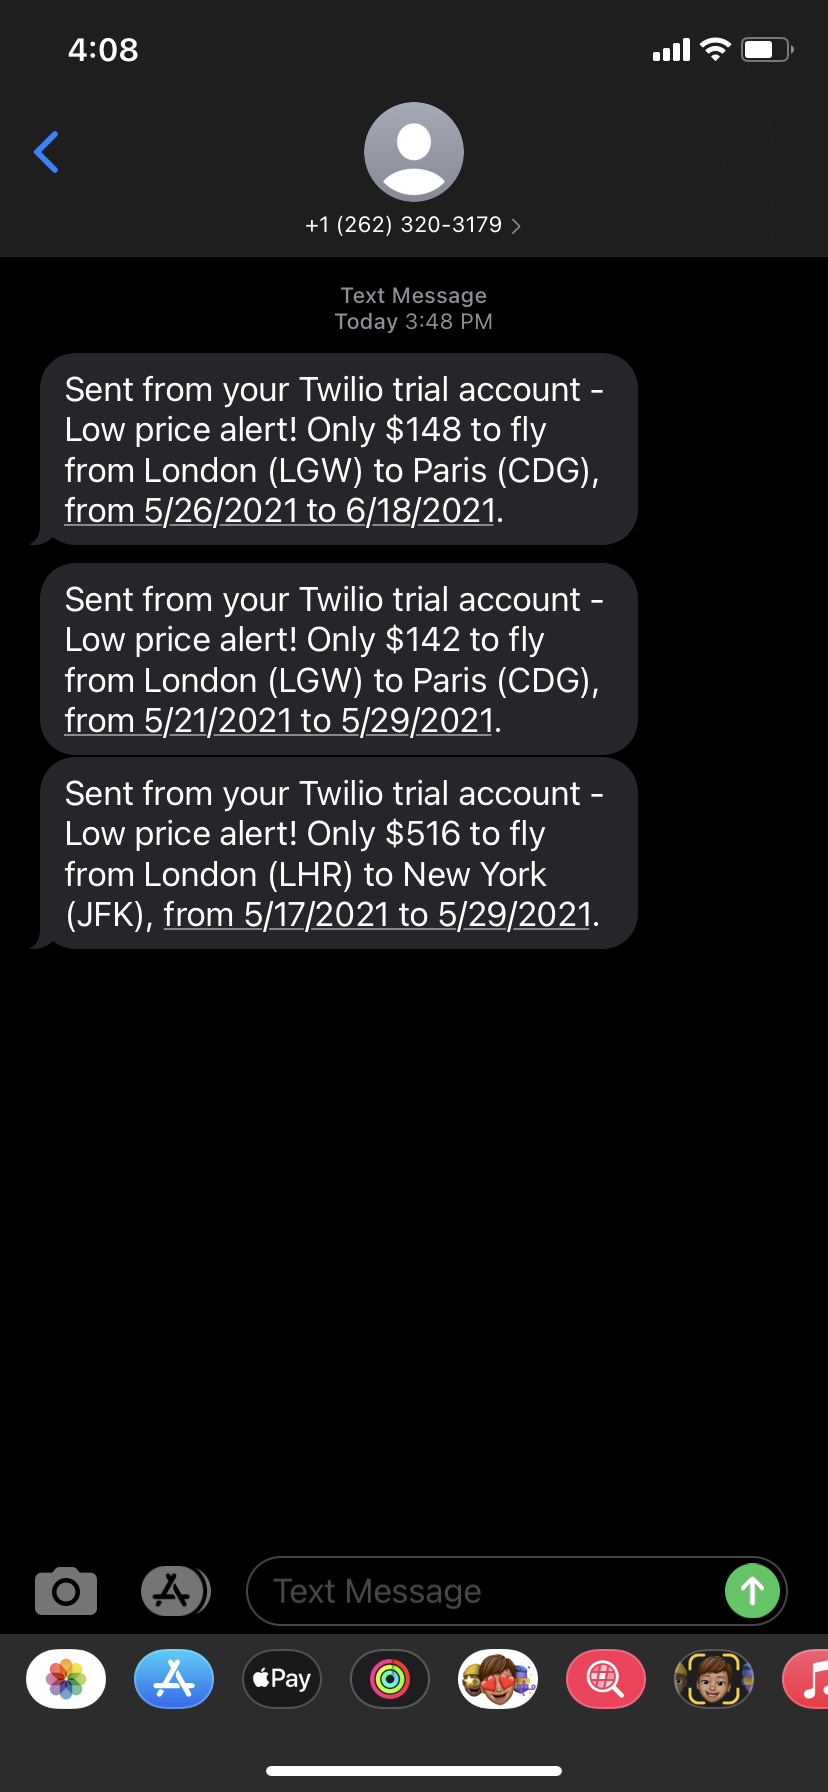 4:08
+1 (262) 320-3179
Text Message
Today 3:48 PM
Sent from your Twilio trial account -
Low price alert! Only $148 to fly
from London (LGW) to Paris (CDG),
from 5/26/2021 to 6/18/2021.
Sent from your Twilio trial account -
Low price alert! Only $142 to fly
from London (LGW) to Paris (CDG),
from 5/21/2021 to 5/29/2021.
Sent from your Twilio trial account -
Low price alert! Only $516 to fly
from London (LHR) to New York
(JFK), from 5/17/2021 to 5/29/2021.
Text Message
Pay